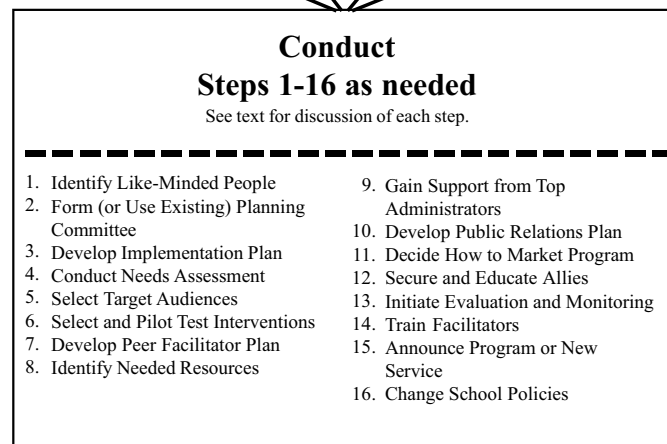 Conduct
Steps 1-16 as needed
See text for discussion of each step.
1. Identify Like-Minded People
2. Form (or Use Existing) Planning
Committee
3. Develop Implementation Plan
4. Conduct Needs Assessment
5. Select Target Audiences
6. Select and Pilot Test Interventions
7. Develop Peer Facilitator Plan
8. Identify Needed Resources
9. Gain Support from Top
Administrators
10. Develop Public Relations Plan
11. Decide How to Market Program
12. Secure and Educate Allies
13. Initiate Evaluation and Monitoring
14. Train Facilitators
15. Announce Program or New
Service
16. Change School Policies